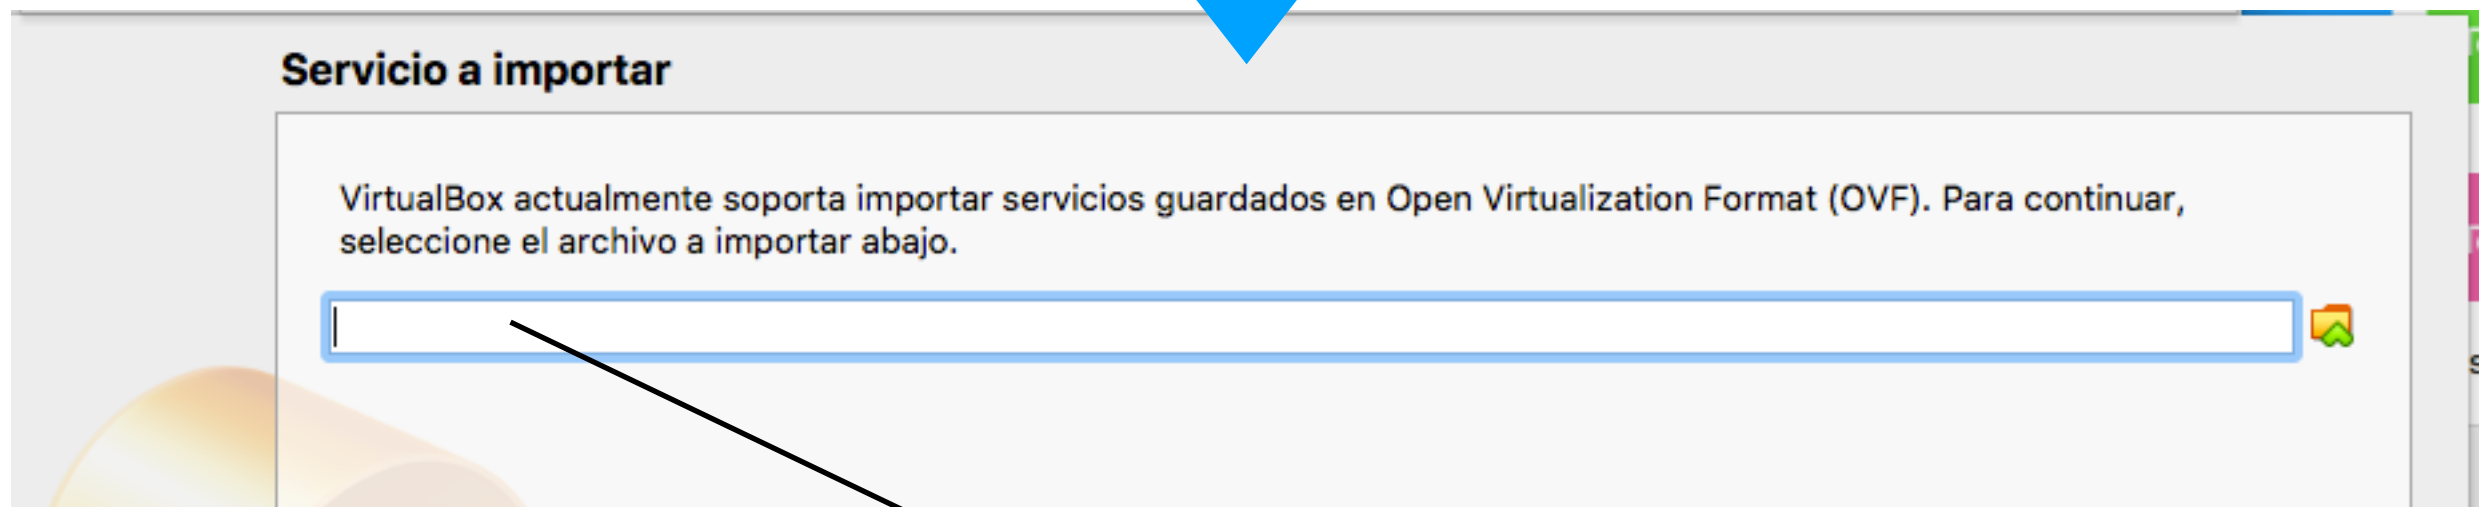 Servicio a importar
VirtualBox actualmente soporta importar servicios guardados en Open Virtualization Format (OVF). Para continuar,
seleccione el archivo a importar abajo.